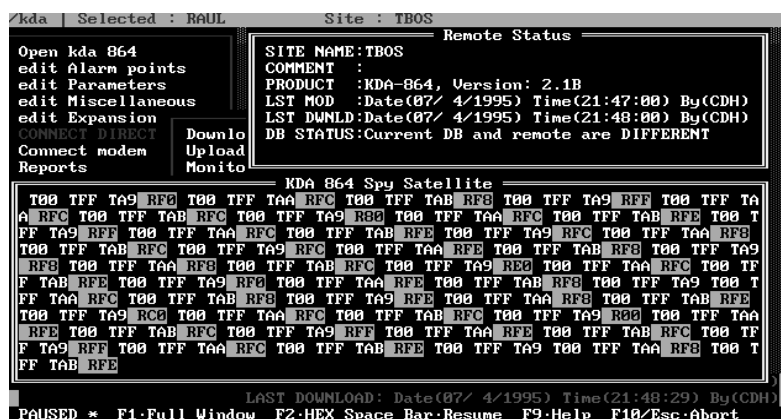 /kda | Selected : RAUL Site : TBOS
Remote Status
Open kda 864
edit Alarm points
edit Parameters
edit Miscellaneous
edit Expansion
CONNECT DIRECT
Connect modem
Reports
Downlo
Upload
Monito
SITE NAME:TBOS
COMMENT :
PRODUCT :KDA-864, Version: 2.1B
LST MOD :Date(07/ 4/1995) Time(21:47:00) By(CDH)
LST DWNLD:Date(07/ 4/1995) Time(21:48:00) By(CDH)
DB STATUS:Current DB and remote are DIFFERENT
KDA 864 Spy Satellite
T00 TFF TA9 RF0 T00 TFF TAA RFC T00 TFF TAB RF8 T00 TFF TA9 RFF T00 TFF TA
A RFC T00 TFF TAB RFC T00 TFF TA9 R80 T00 TFF TAA RFC T00 TFF TAB RFE T00 T
FF TA9 RFF T00 TFF TAA RFC T00 TFF TAB RFE T00 TFF TA9 RFC T00 TFF TAA RF8
T00 TFF TAB RFC T00 TFF TA9 RFC T00 TFF TAA RFE T00 TFF TAB RF8 T00 TFF TA9
RF8 T00 TFF TAA RF8 T00 TFF TAB RFC T00 TFF TA9 RE0 T00 TFF TAA RFC T00 TF
F TAB RFE T00 TFF TA9 RF0 T00 TFF TAA RFE T00 TFF TAB RF8 T00 TFF TA9 T00 T
FF TAA RFC T00 TFF TAB RF8 T00 TFF TA9 RFE T00 TFF TAA RF8 T00 TFF TAB RFE
T00 TFF TA9 RC0 T00 TFF TAA RFC T00 TFF TAB RFC T00 TFF TA9 R00 T00 TFF TAA
RFE T00 TFF TAB RFC T00 TFF TA9 RFF T00 TFF TAA RFE T00 TFF TAB RFC T00 TF
F TA9 RFF T00 TFF TAA RFC T00 TFF TAB RFE T00 TFF TA9 T00 TFF TAA RF8 T00 T
FF TAB RFE
LAST DOWNLOAD: Date(07/ 4/1995) Time(21:48:29) By(CDH)
PAUSED * F1·Full Window F2·HEX Space Bar·Resume F9·Help F10/Esc·Abort